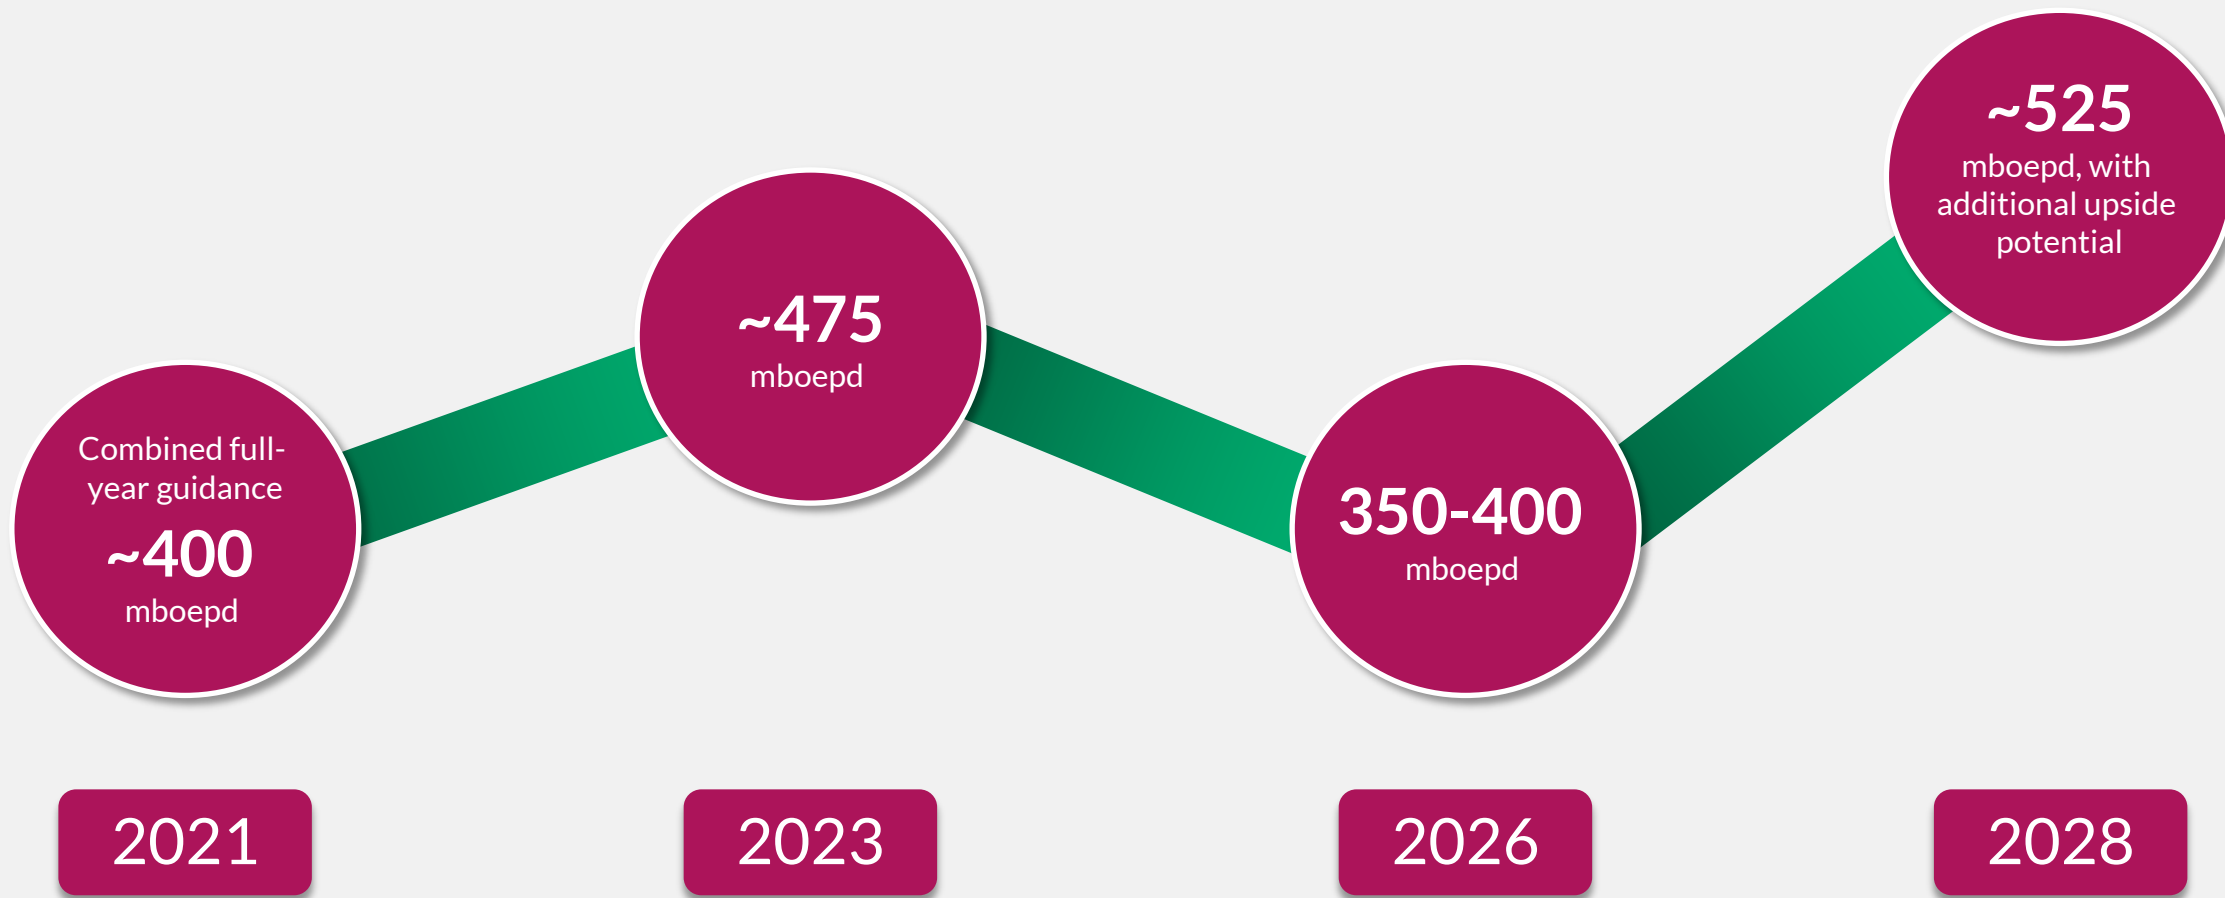 Combined full-
year guidance
~400
mboepd
~475
mboepd
350-400
mboepd
~525
mboepd, with
additional upside
potential
2021
2023
2026
2028